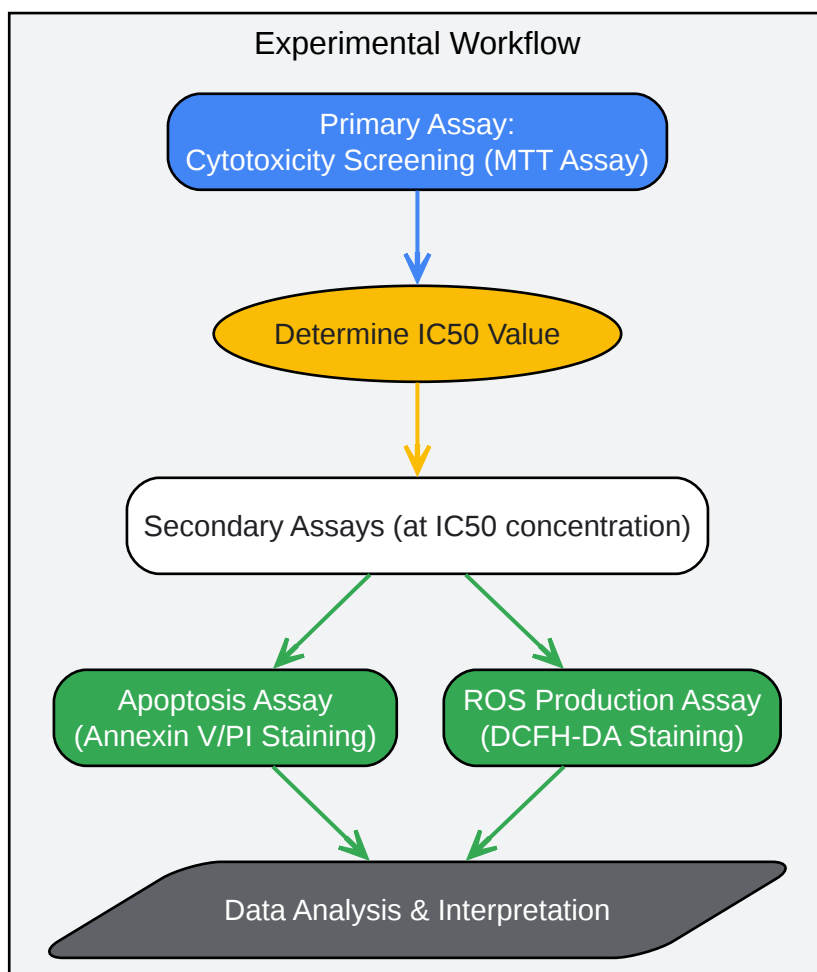 Experimental Workflow
Primary Assay:
Cytotoxicity Screening (MTT Assay)
Determine IC50 Value
Secondary Assays (at IC50 concentration)
Apoptosis Assay
(Annexin V/PI Staining)
ROS Production Assay
(DCFH-DA Staining)
Data Analysis & Interpretation